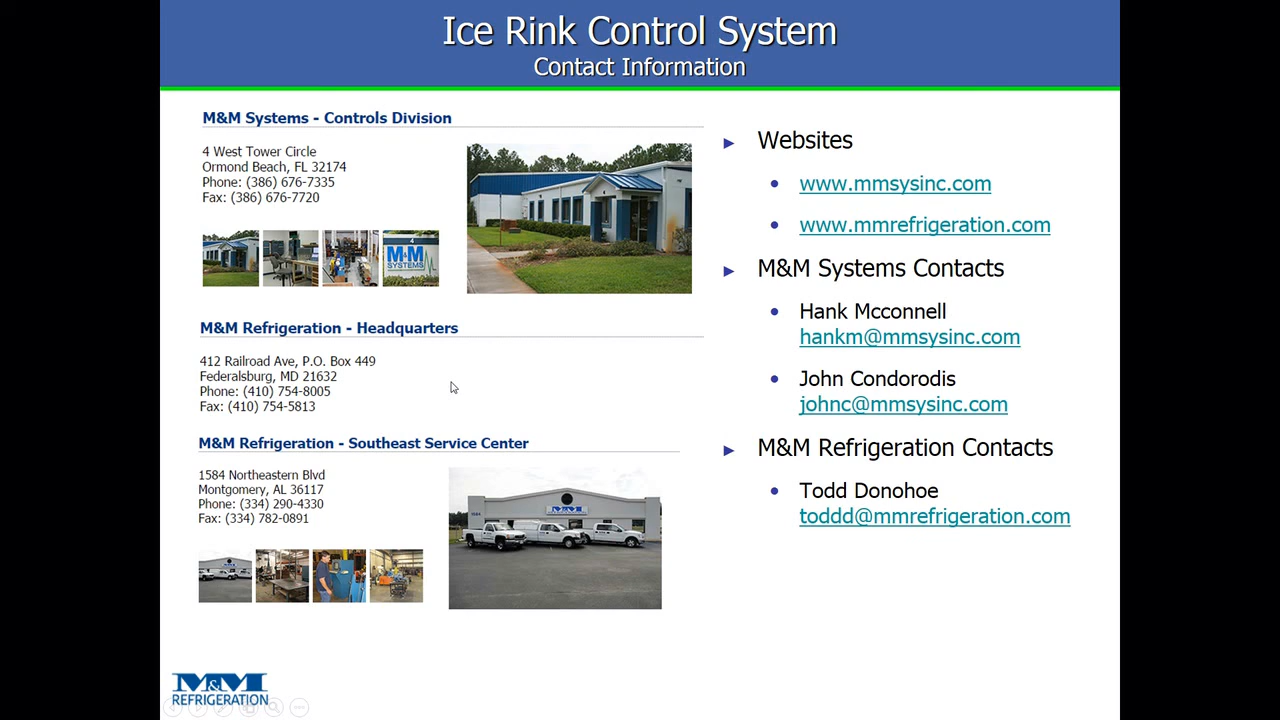 Ice Rink Control System
Contact Information
M&M Systems - Controls Division
4 West Tower Circle
Ormond Beach, FL 32174
Phone: (386) 676-7335
Fax: (386) 676-7720
4
M&M
SYSTEMS
M&M Refrigeration - Headquarters
412 Railroad Ave, P.O. Box 449
Federalsburg, MD 21632
Phone: (410) 754-8005
Fax: (410) 754-5813
M&M Refrigeration - Southeast Service Center
1584 Northeastern Blvd
Montgomery, AL 36117
Phone: (334) 290-4330
Fax: (334) 782-0891
► Websites
• www.mmsysinc.com
• www.mmrefrigeration.com
► M&M Systems Contacts
• Hank Mcconnell
hankm@mmsysinc.com
• John Condorodis
johnc@mmsysinc.com
► M&M Refrigeration Contacts
• Todd Donohoe
toddd@mmrefrigeration.com
M&M
REFRIGERATION